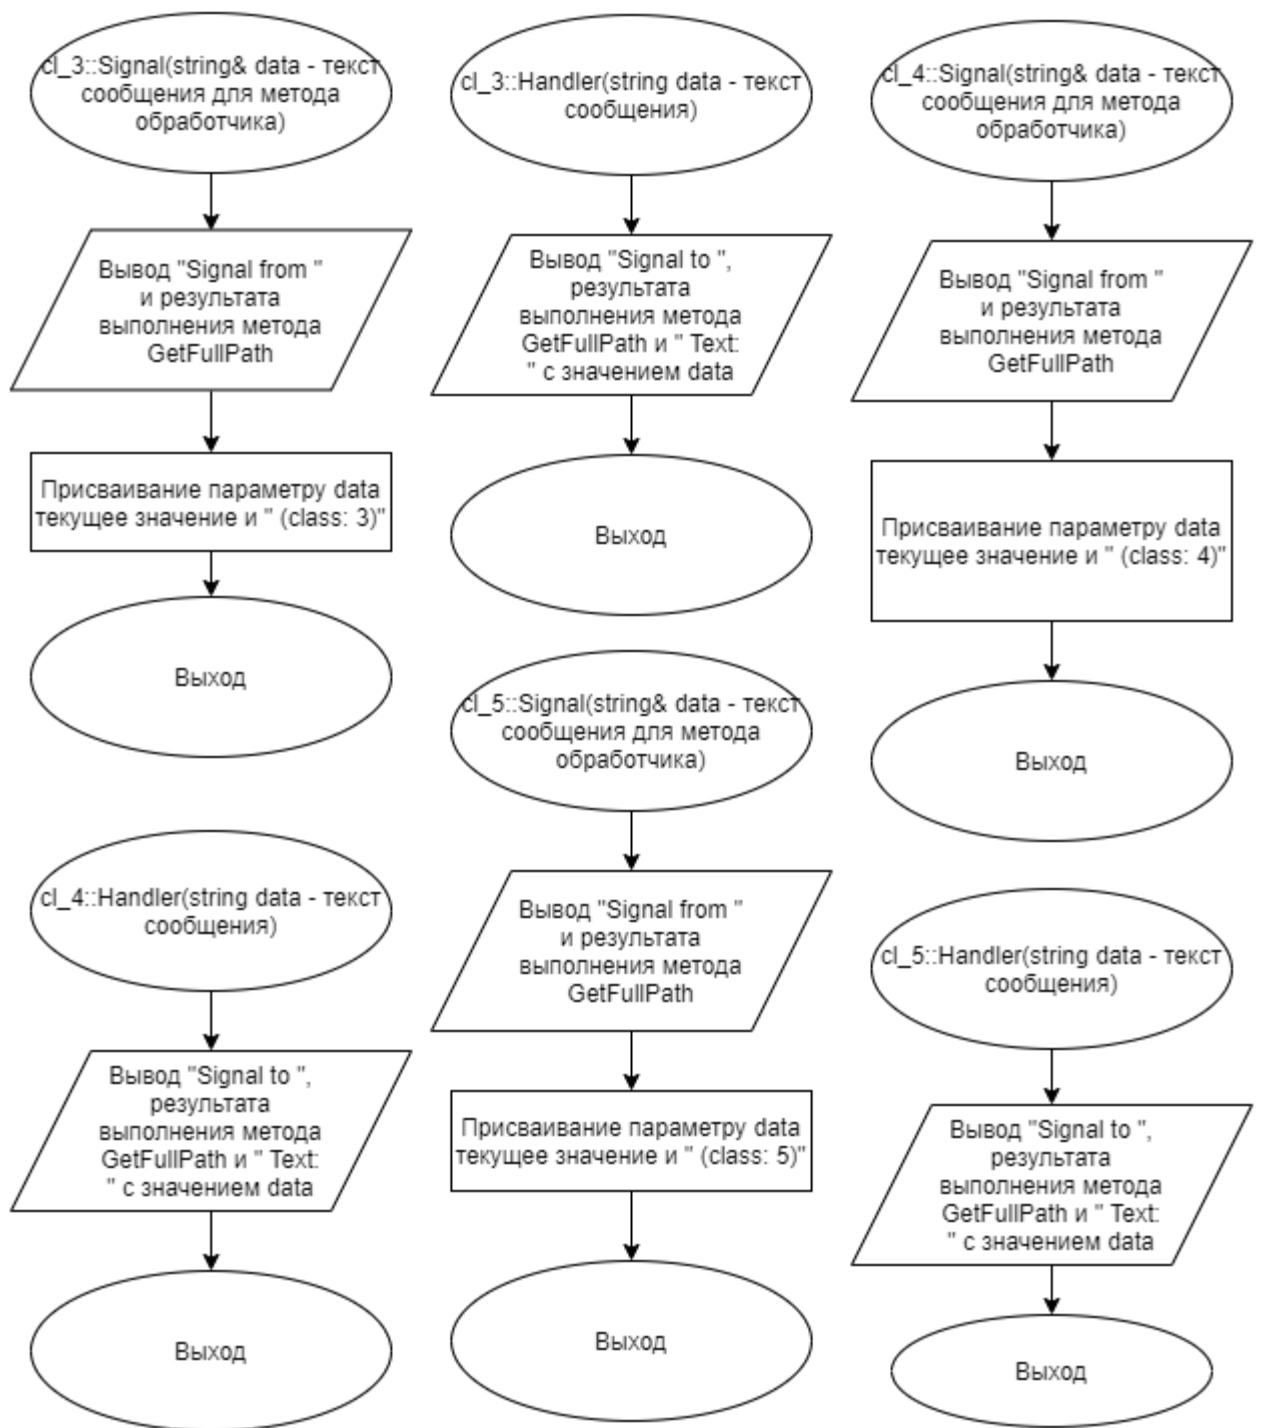 cl_3::Signal(string& data - текст
сообщения для метода
обработчика)
Вывод "Signal from "
и результата
выполнения метода
GetFullPath
Присваивание параметру data
текущее значение и " (class: 3)"
Выход
cl_3::Handler(string data - текст
сообщения)
Вывод "Signal to ",
результата
выполнения метода
GetFullPath и " Text:
" с значением data
Выход
cl_4::Signal(string& data - текст
сообщения для метода
обработчика)
Вывод "Signal from "
и результата
выполнения метода
GetFullPath
Присваивание параметру data
текущее значение и " (class: 4)"
Выход
cl_4::Handler(string data - текст
сообщения)
Вывод "Signal to ",
результата
выполнения метода
GetFullPath и " Text:
" с значением data
Выход
cl_5::Signal(string& data - текст
сообщения для метода
обработчика)
Вывод "Signal from "
и результата
выполнения метода
GetFullPath
Присваивание параметру data
текущее значение и " (class: 5)"
Выход
cl_5::Handler(string data - текст
сообщения)
Вывод "Signal to ",
результата
выполнения метода
GetFullPath и " Text:
" с значением data
Выход